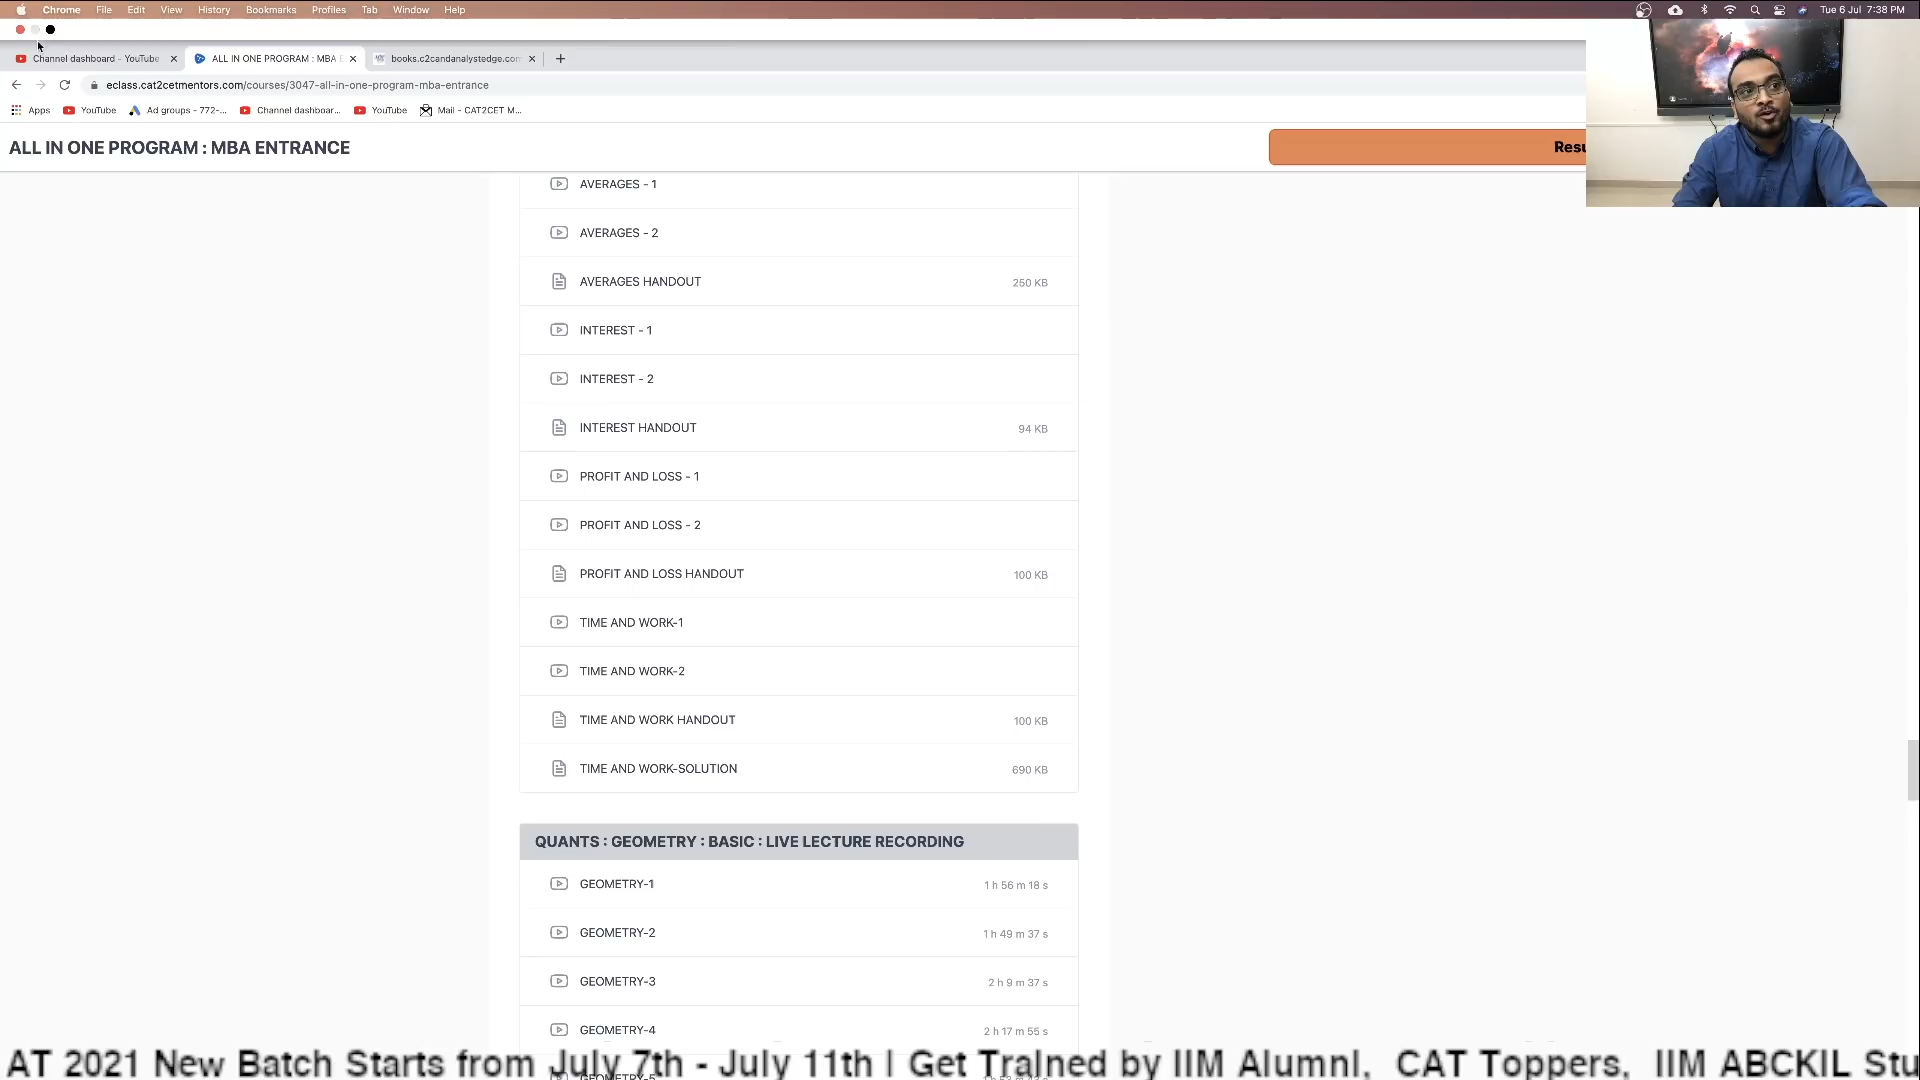 Chrome File Edit View History Bookmarks Profiles Tab Window Help Tue 6 Jul 7:38 PM
Channel dashboard - YouTube ALL IN ONE PROGRAM : MBA E books.c2candanalystedge.com
eclass.cat2cetmentors.com/courses/3047-all-in-one-program-mba-entrance
Apps YouTube Ad groups - 772-... Channel dashboar... YouTube Mail - CAT2CET M...
ALL IN ONE PROGRAM : MBA ENTRANCE Resu
AVERAGES - 1
AVERAGES - 2
AVERAGES HANDOUT 250 KB
INTEREST - 1
INTEREST - 2
INTEREST HANDOUT 94 KB
PROFIT AND LOSS - 1
PROFIT AND LOSS - 2
PROFIT AND LOSS HANDOUT 100 KB
TIME AND WORK-1
TIME AND WORK-2
TIME AND WORK HANDOUT 100 KB
TIME AND WORK-SOLUTION 690 KB
QUANTS : GEOMETRY : BASIC : LIVE LECTURE RECORDING
GEOMETRY-1 1 h 56 m 18 s
GEOMETRY-2 1 h 49 m 37 s
GEOMETRY-3 2 h 9 m 37 s
GEOMETRY-4 2 h 17 m 55 s
AT 2021 New Batch Starts from July 7th - July 11th | Get Trained by IIM Alumni, CAT Toppers, IIM ABCKIL Stu
GEOMETRY-5